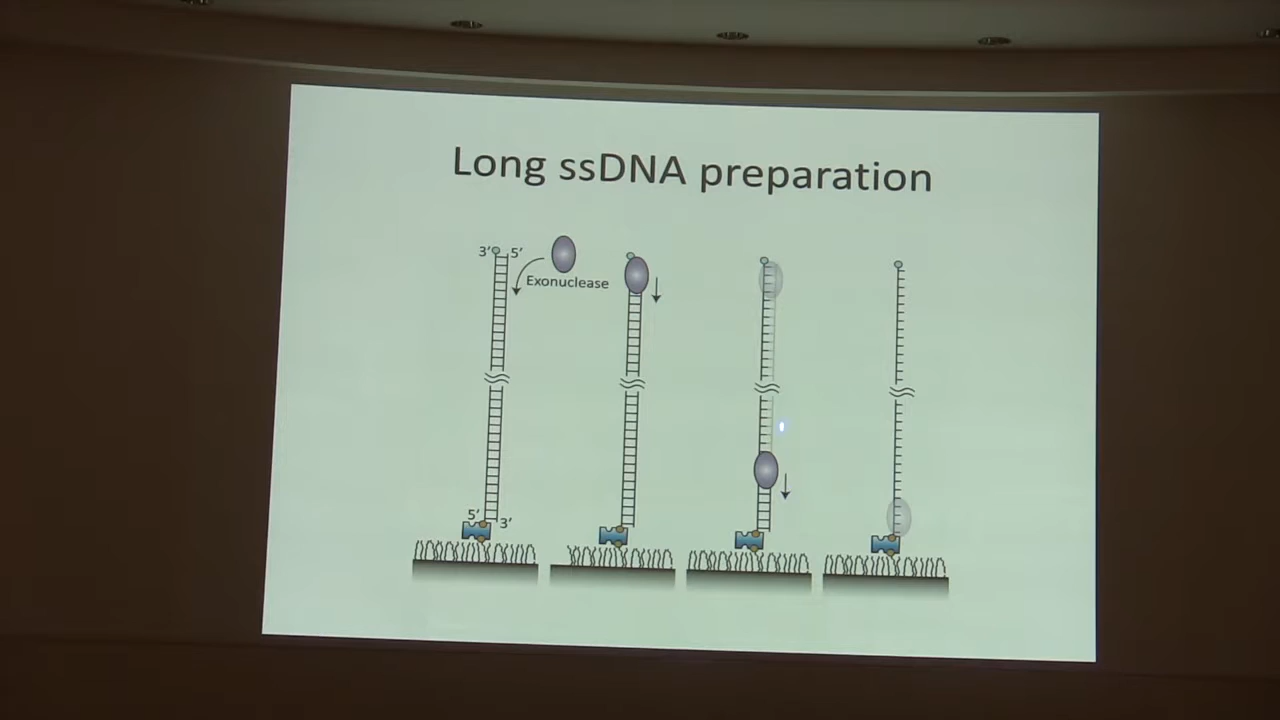 Long ssDNA preparation
3’ 5’
Exonuclease
5’ 3’